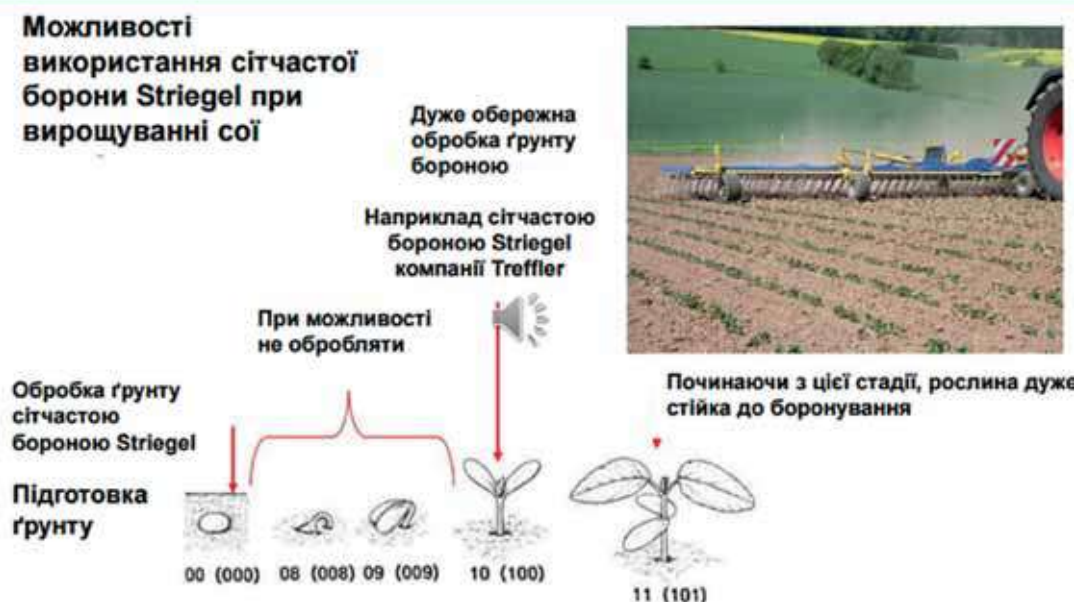 Можливості
використання сітчастої
борони Striegel при
вирощуванні сої
Дуже обережна
обробка ґрунту
бороною
Наприклад сітчастою
бороною Striegel
компанії Treffler
При можливості
не обробляти
Обробка ґрунту
сітчастою
бороною Striegel
Починаючи з цієї стадії, рослина дуже
стійка до боронування
Підготовка
ґрунту
00 (000)
08 (008)
09 (009)
10 (100)
11 (101)